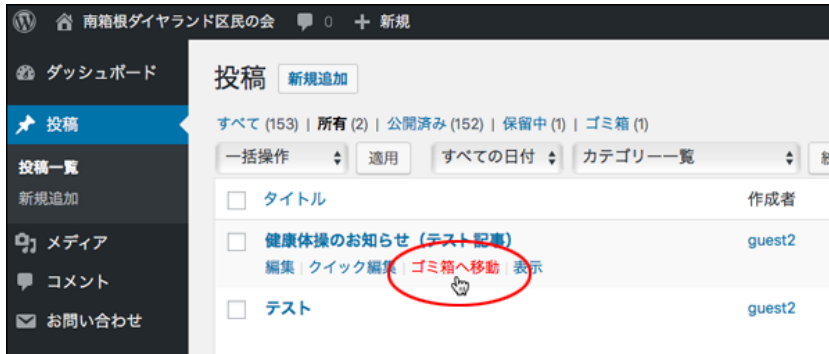 南箱根ダイヤランド区民の会 0 + 新規
ダッシュボード
投稿
投稿一覧
新規追加
メディア
コメント
お問い合わせ
投稿 新規追加
すべて (153) | 所有 (2) | 公開済み (152) | 保留中 (1) | ゴミ箱 (1)
一括操作 適用 すべての日付 カテゴリー一覧
タイトル 作成者
健康体操のお知らせ（テスト記事） guest2
編集 | クイック編集 | ゴミ箱へ移動 | 表示
テスト guest2